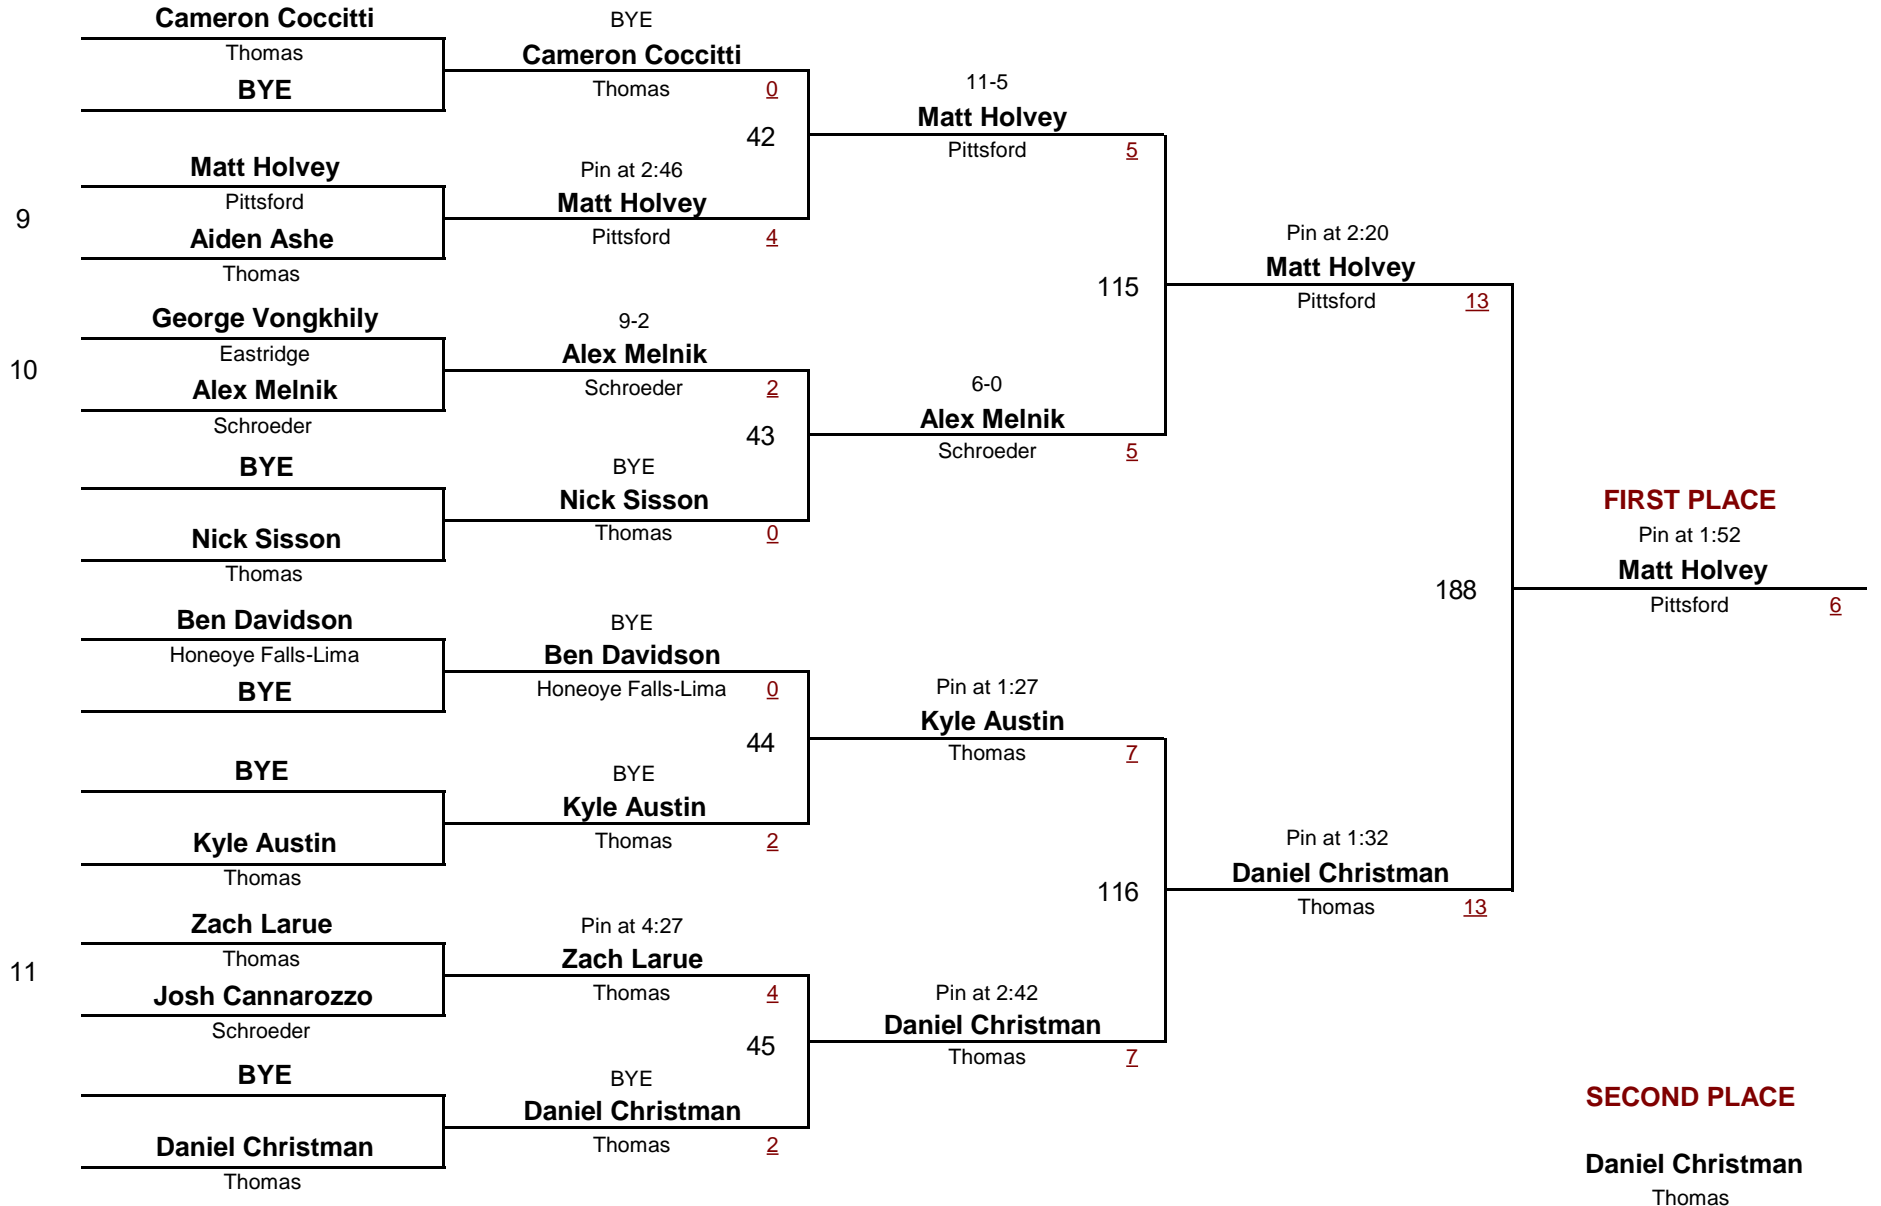 Cameron Coccitti
Thomas
BYE
9
Matt Holvey
Pittsford
Aiden Ashe
Thomas
George Vongkhily
10
Eastridge
Alex Melnik
Schroeder
BYE
Nick Sisson
Thomas
Ben Davidson
Honeoye Falls-Lima
BYE
BYE
Kyle Austin
Thomas
Zach Larue
11
Thomas
Josh Cannarozzo
Schroeder
BYE
Daniel Christman
Thomas
BYE
Cameron Coccitti
Thomas 0
42
Pin at 2:46
Matt Holvey
Pittsford 4
9-2
Alex Melnik
Schroeder 2
43
BYE
Nick Sisson
Thomas 0
BYE
Ben Davidson
Honeoye Falls-Lima 0
44
BYE
Kyle Austin
Thomas 2
Pin at 4:27
Zach Larue
Thomas 4
45
BYE
Daniel Christman
Thomas 2
11-5
Matt Holvey
Pittsford 5
115
6-0
Alex Melnik
Schroeder 5
Pin at 1:27
Kyle Austin
Thomas 7
116
Pin at 2:42
Daniel Christman
Thomas 7
Pin at 2:20
Matt Holvey
Pittsford 13
188
Pin at 1:32
Daniel Christman
Thomas 13
FIRST PLACE
Pin at 1:52
Matt Holvey
Pittsford 6
SECOND PLACE
Daniel Christman
Thomas